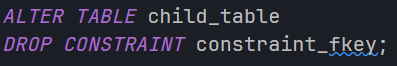 ALTER TABLE child_table
DROP CONSTRAINT constraint_fkey;